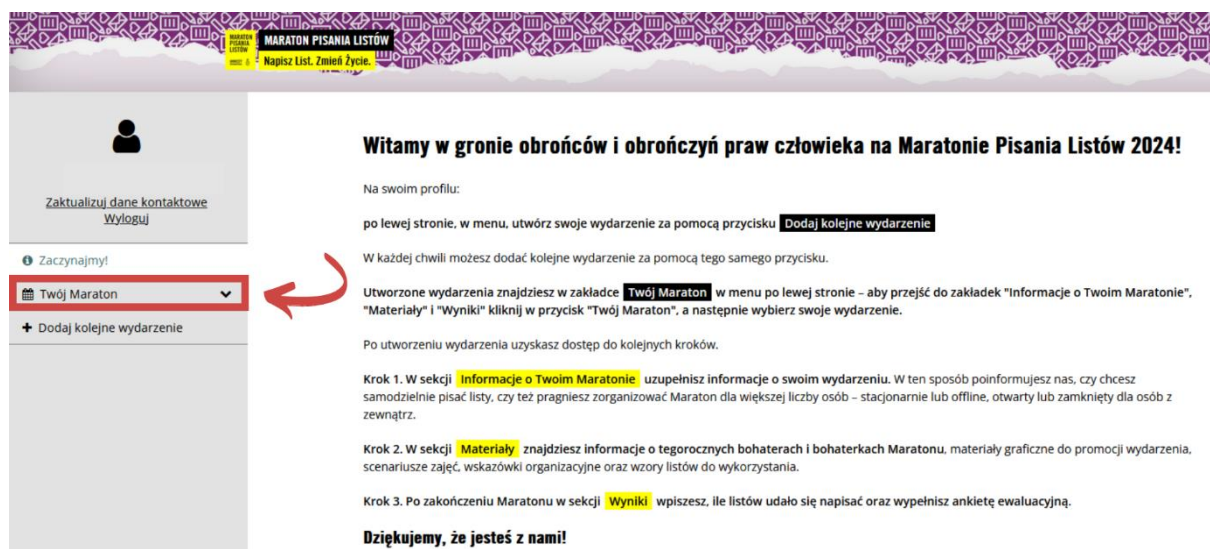 MARATON PISANIA LISTÓW
MARATON PISANIA LISTÓW
Napisz List. Zmień Życie.
Zaktualizuj dane kontaktowe
Wyloguj
Zaczynajmy!
Twój Maraton
+ Dodaj kolejne wydarzenie
Witamy w gronie obrońców i obrończyń praw człowieka na Maratonie Pisania Listów 2024!
Na swoim profilu:
po lewej stronie, w menu, utwórz swoje wydarzenie za pomocą przycisku Dodaj kolejne wydarzenie
W każdej chwili możesz dodać kolejne wydarzenie za pomocą tego samego przycisku.
Utworzone wydarzenia znajdziesz w zakładce Twój Maraton w menu po lewej stronie – aby przejść do zakładek "Informacje o Twoim Maratonie",
"Materiały" i "Wyniki" kliknij w przycisk "Twój Maraton", a następnie wybierz swoje wydarzenie.
Po utworzeniu wydarzenia uzyskasz dostęp do kolejnych kroków.
Krok 1. W sekcji Informacje o Twoim Maratonie uzupełnisz informacje o swoim wydarzeniu. W ten sposób poinformujesz nas, czy chcesz
samodzielnie pisać listy, czy też pragniesz zorganizować Maraton dla większej liczby osób – stacjonarnie lub offline, otwarty lub zamknięty dla osób z
zewnątrz.
Krok 2. W sekcji Materiały znajdziesz informacje o tegorocznych bohaterach i bohaterkach Maratonu, materiały graficzne do promocji wydarzenia,
scenariusze zajęć, wskazówki organizacyjne oraz wzory listów do wykorzystania.
Krok 3. Po zakończeniu Maratonu w sekcji Wyniki wpiszesz, ile listów udało się napisać oraz wypełnisz ankietę ewaluacyjną.
Dziękujemy, że jesteś z nami!